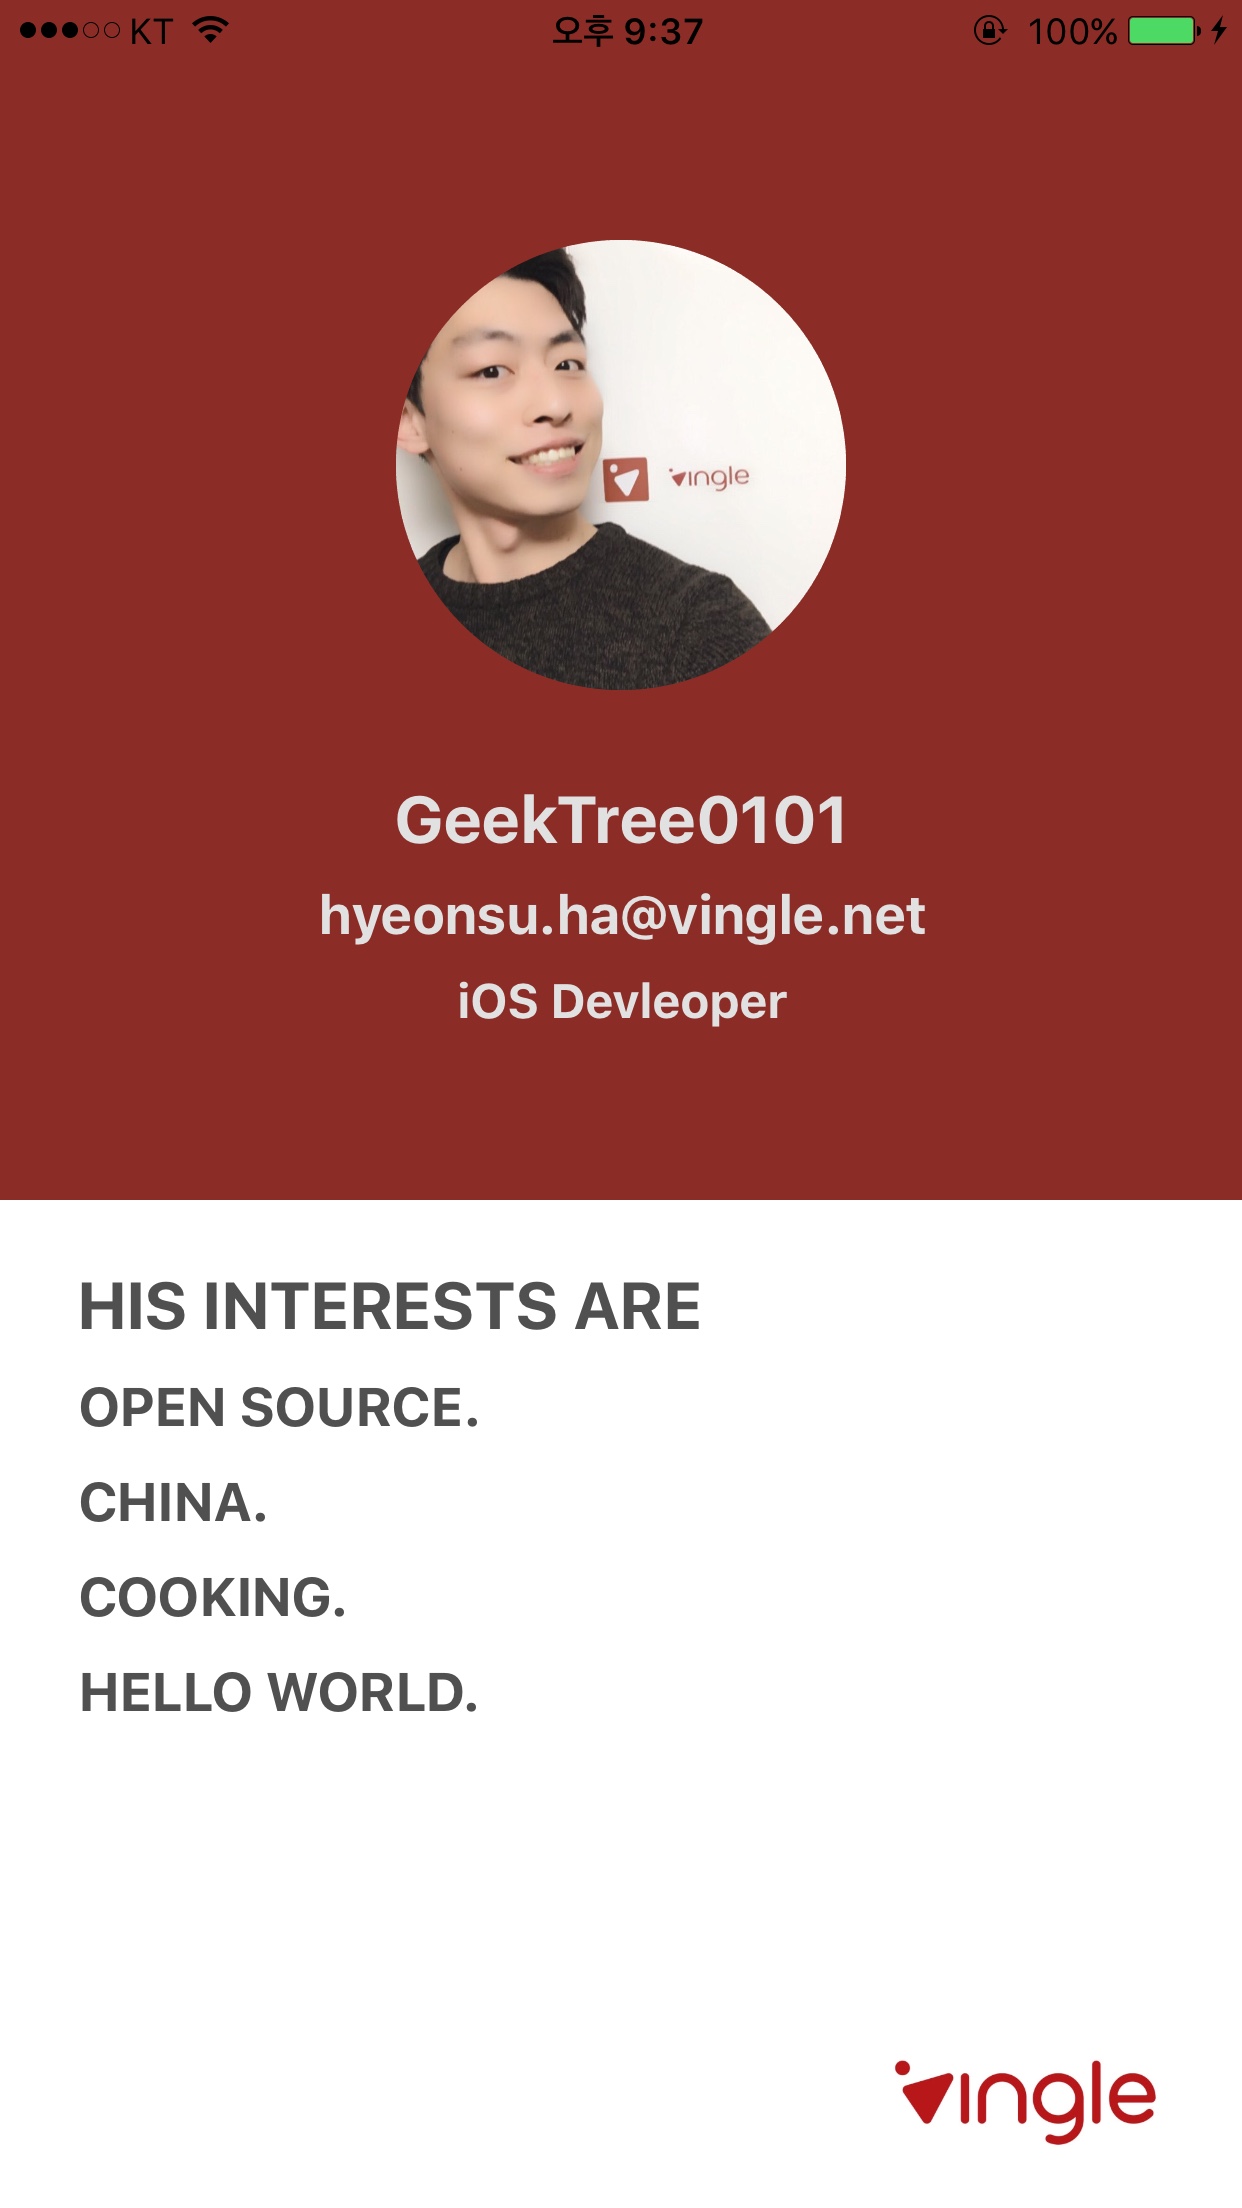 KT 오후 9:37 100%
vingle
GeekTree0101
hyeonsu.ha@vingle.net
iOS Devleoper
HIS INTERESTS ARE
OPEN SOURCE.
CHINA.
COOKING.
HELLO WORLD.
vingle